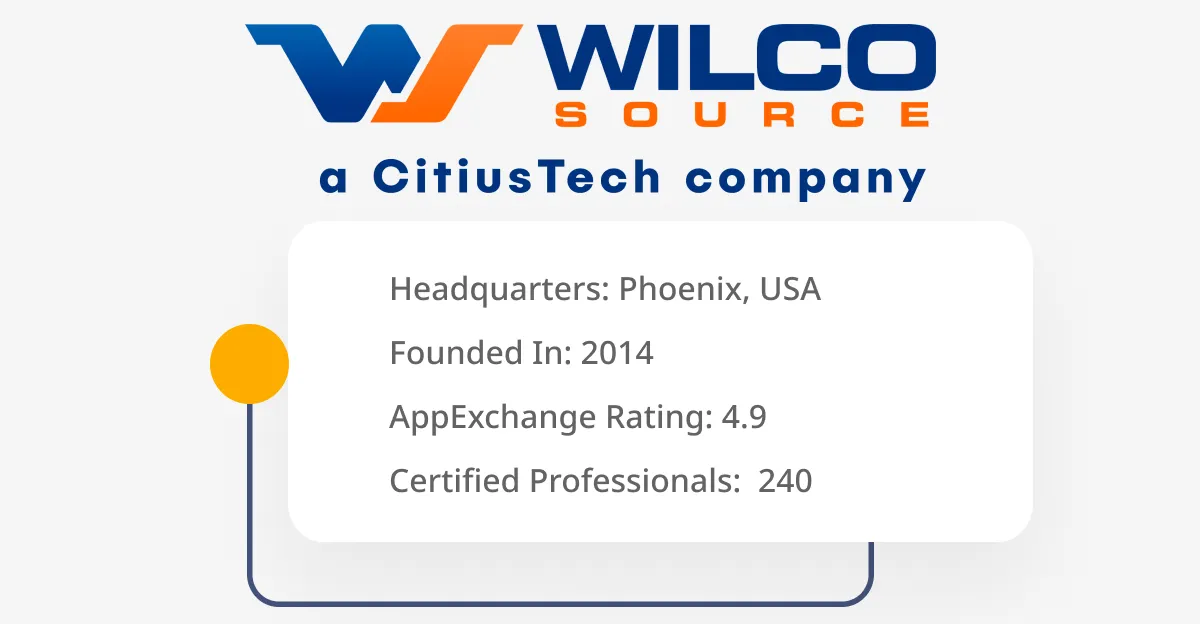 WILCO
SOURCE
a CitiusTech company
Headquarters: Phoenix, USA
Founded In: 2014
AppExchange Rating: 4.9
Certified Professionals: 240